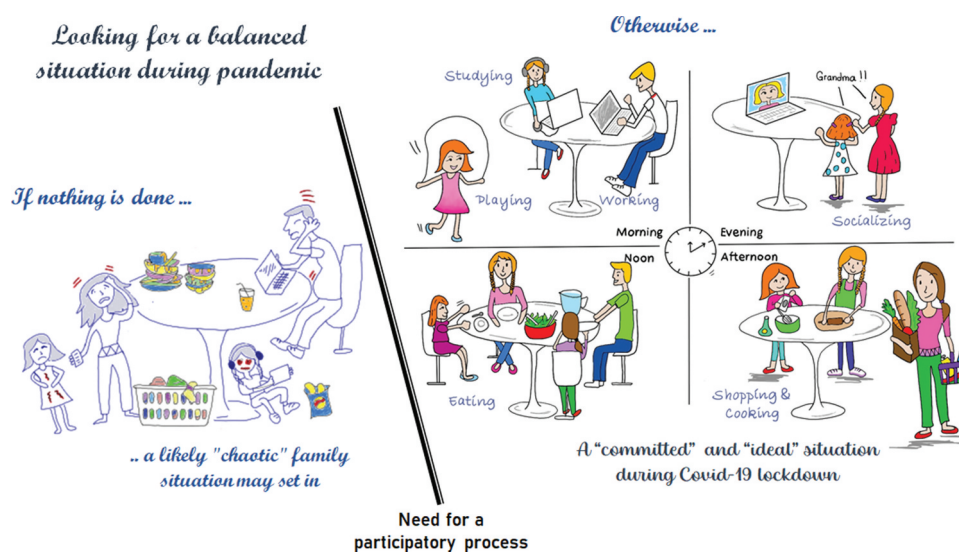 Looking for a balanced
situation during pandemic
If nothing is done ...
.. a likely "chaotic" family
situation may set in
Need for a
participatory process
Otherwise ...
Studying
Playing
Working
Grandma !!
Socializing
Morning
Evening
Noon
Afternoon
Eating
Shopping &
Cooking
A “committed” and “ideal” situation
during Covid-19 lockdown